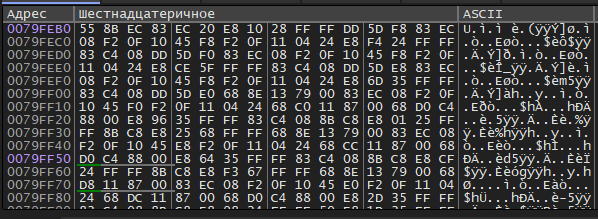 Адрес Шестнадцатеричное ASCII
0079FEB0 55 8B EC 83 EC 20 E8 10 28 FF FF DD 5D F8 83 EC U.ì.ì è.(ÿÿÝ]ø.ì
0079FEC0 08 F2 0F 10 45 F8 F2 0F 11 04 24 E8 F4 24 FF FF .ò..Eøò...$èô$ÿÿ
0079FED0 83 C4 08 DD 5D F0 83 EC 08 F2 0F 10 45 F8 F2 0F .Ä.Ý]ð.ì.ò..Eøò.
0079FEE0 11 04 24 E8 CE 5F FF FF 83 C4 08 DD 5D E8 83 EC ..$èÎ_ÿÿ.Ä.Ý]è.ì
0079FEF0 08 F2 0F 10 45 F8 F2 0F 11 04 24 E8 6D 35 FF FF .ò..Eøò...$èm5ÿÿ
0079FF00 83 C4 08 DD 5D E0 68 8E 13 79 00 83 EC 08 F2 0F .Ä.Ý]àh..y..ì.ò.
0079FF10 10 45 F0 F2 0F 11 04 24 68 C0 11 87 00 68 D0 C4 .Eðò...$hÀ...hÐÄ
0079FF20 88 00 E8 96 35 FF FF 83 C4 08 8B C8 E8 01 25 FF ..è.5ÿÿ.Ä..Èè.%ÿ
0079FF30 FF 8B C8 E8 25 68 FF FF 68 8E 13 79 00 83 EC 08 ÿ.Èè%hÿÿh..y..ì.
0079FF40 F2 0F 10 45 E8 F2 0F 11 04 24 68 CC 11 87 00 68 ò..Eèò...$hÌ...h
0079FF50 D0 C4 88 00 E8 64 35 FF FF 83 C4 08 8B C8 E8 CF ÐÄ..èd5ÿÿ.Ä..ÈèÏ
0079FF60 24 FF FF 8B C8 E8 F3 67 FF FF 68 8E 13 79 00 68 $ÿÿ.Èèógÿÿh..y.h
0079FF70 D8 11 87 00 83 EC 08 F2 0F 10 45 E0 F2 0F 11 04 Ø....ì.ò..Eàò...
0079FF80 24 68 DC 11 87 00 68 D0 C4 88 00 E8 2D 35 FF FF $hÜ...hÐÄ..è-5ÿÿ